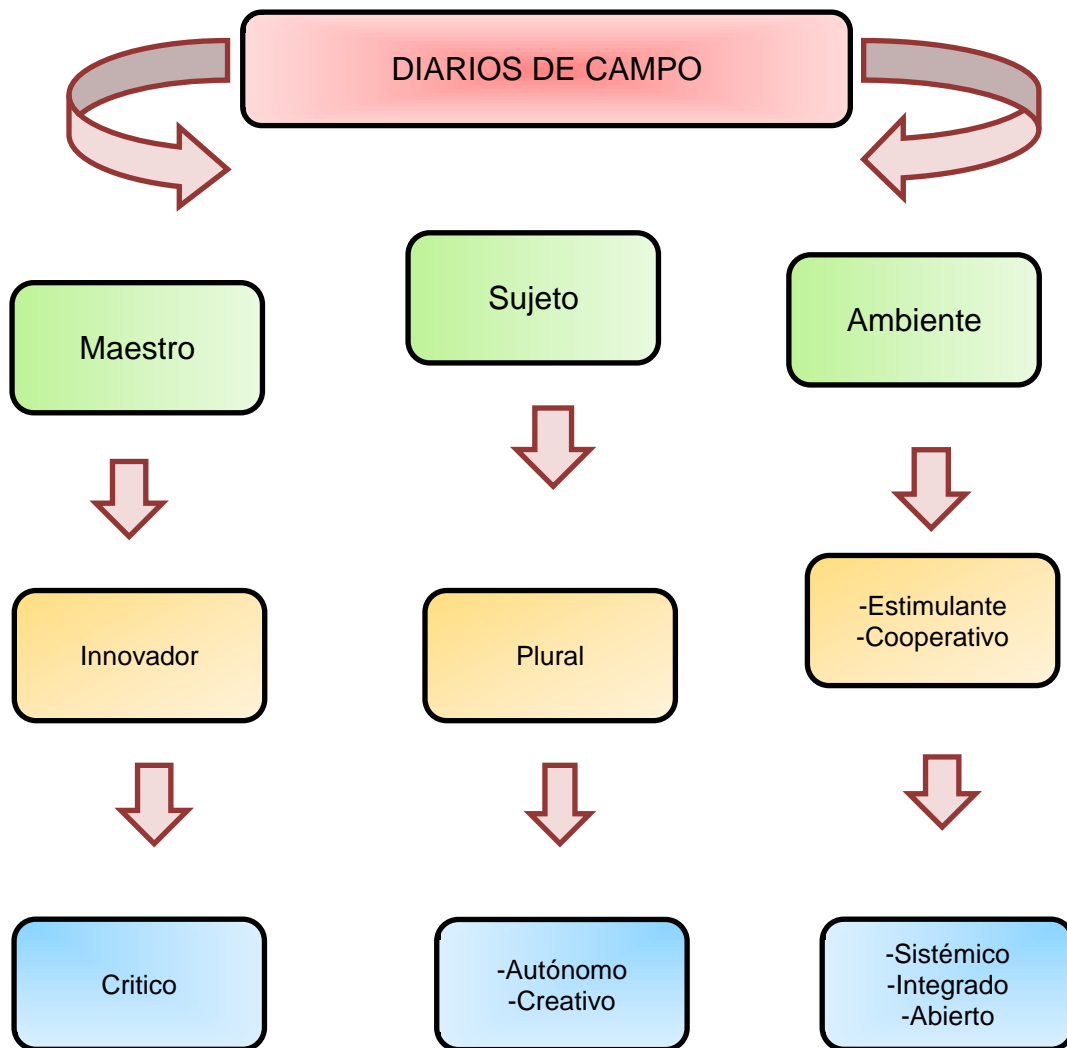 DIARIOS DE CAMPO
Maestro
Sujeto
Ambiente
Innovador
Plural
-Estimulante
-Cooperativo
Critico
-Autónomo
-Creativo
-Sistémico
-Integrado
-Abierto